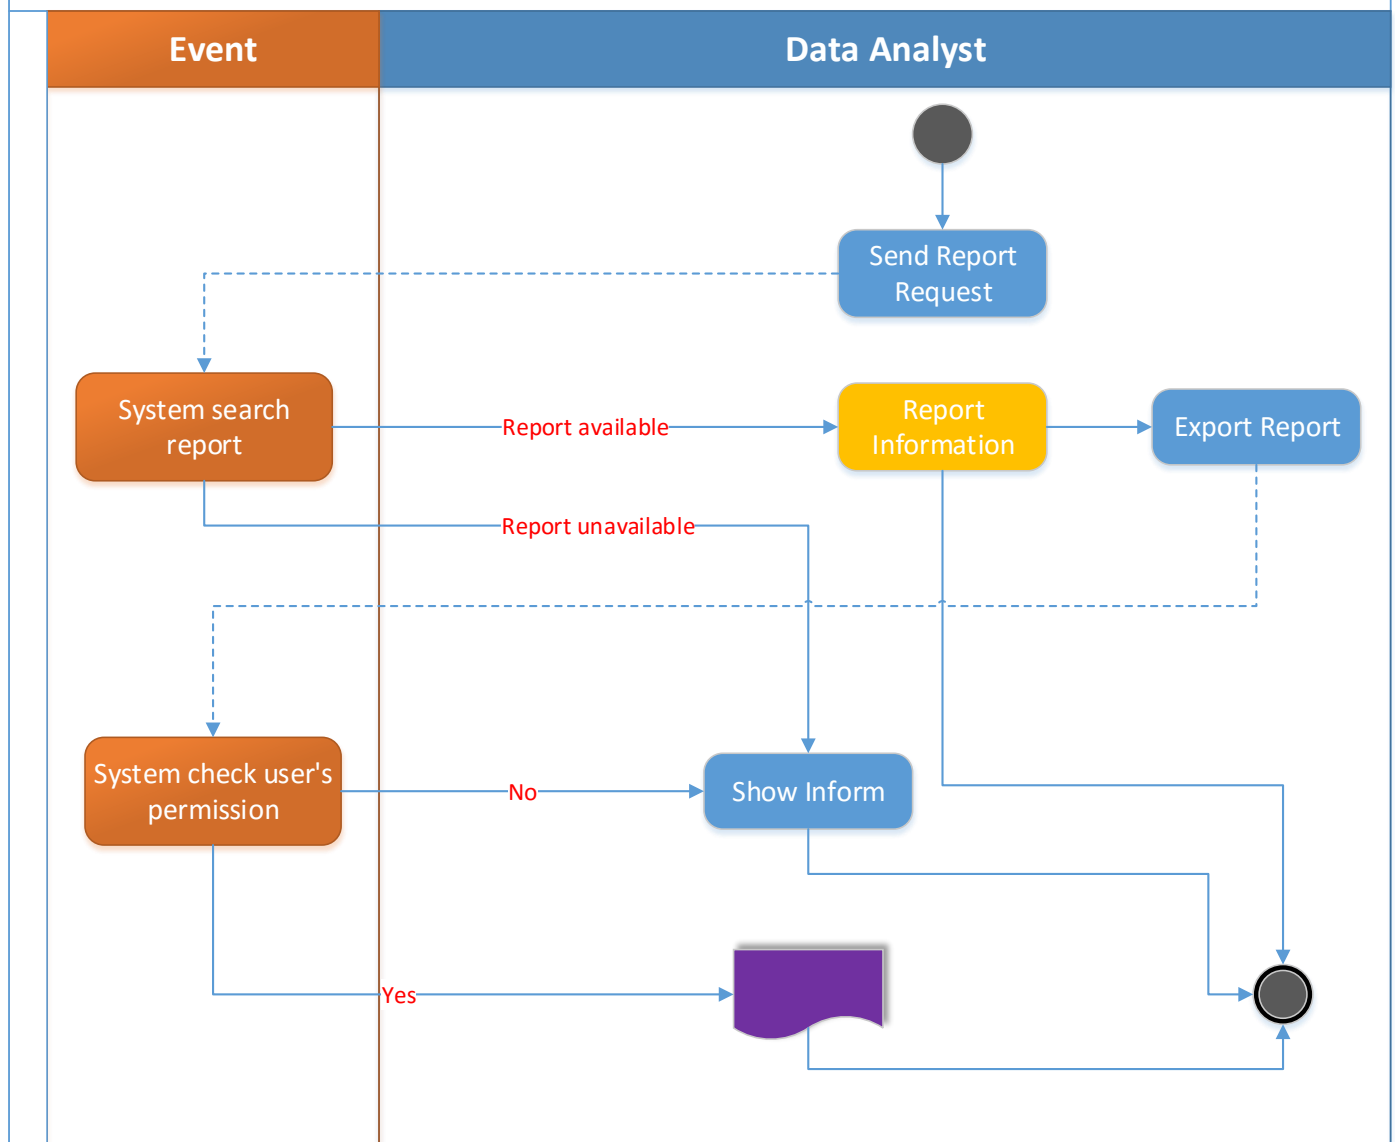 Event
Data Analyst
Send Report
Request
System search
report
Report available
Report
Information
Export Report
Report unavailable
System check user's
permission
No
Show Inform
Yes